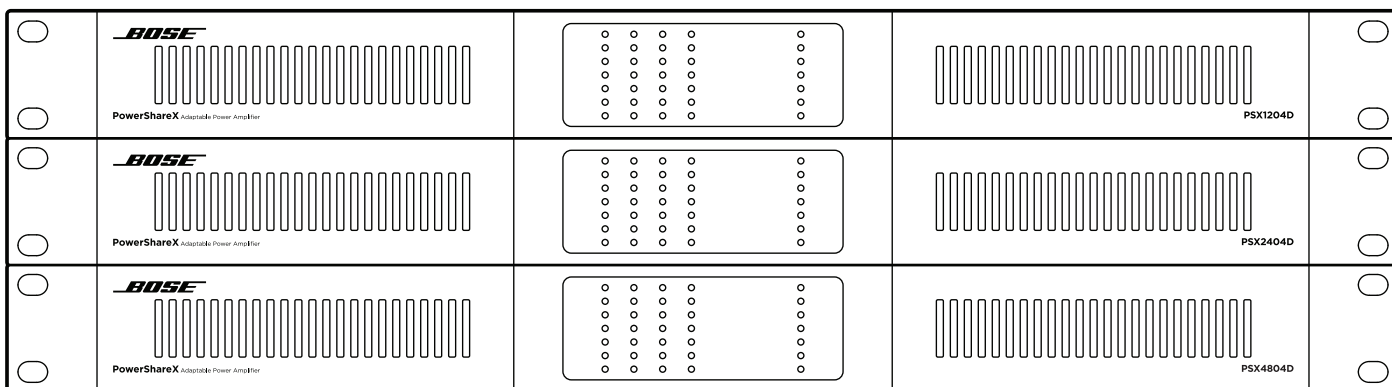 BOSE
PowerShareX Adaptable Power Amplifier
PSX1204D
BOSE
PowerShareX Adaptable Power Amplifier
PSX2404D
BOSE
PowerShareX Adaptable Power Amplifier
PSX4804D